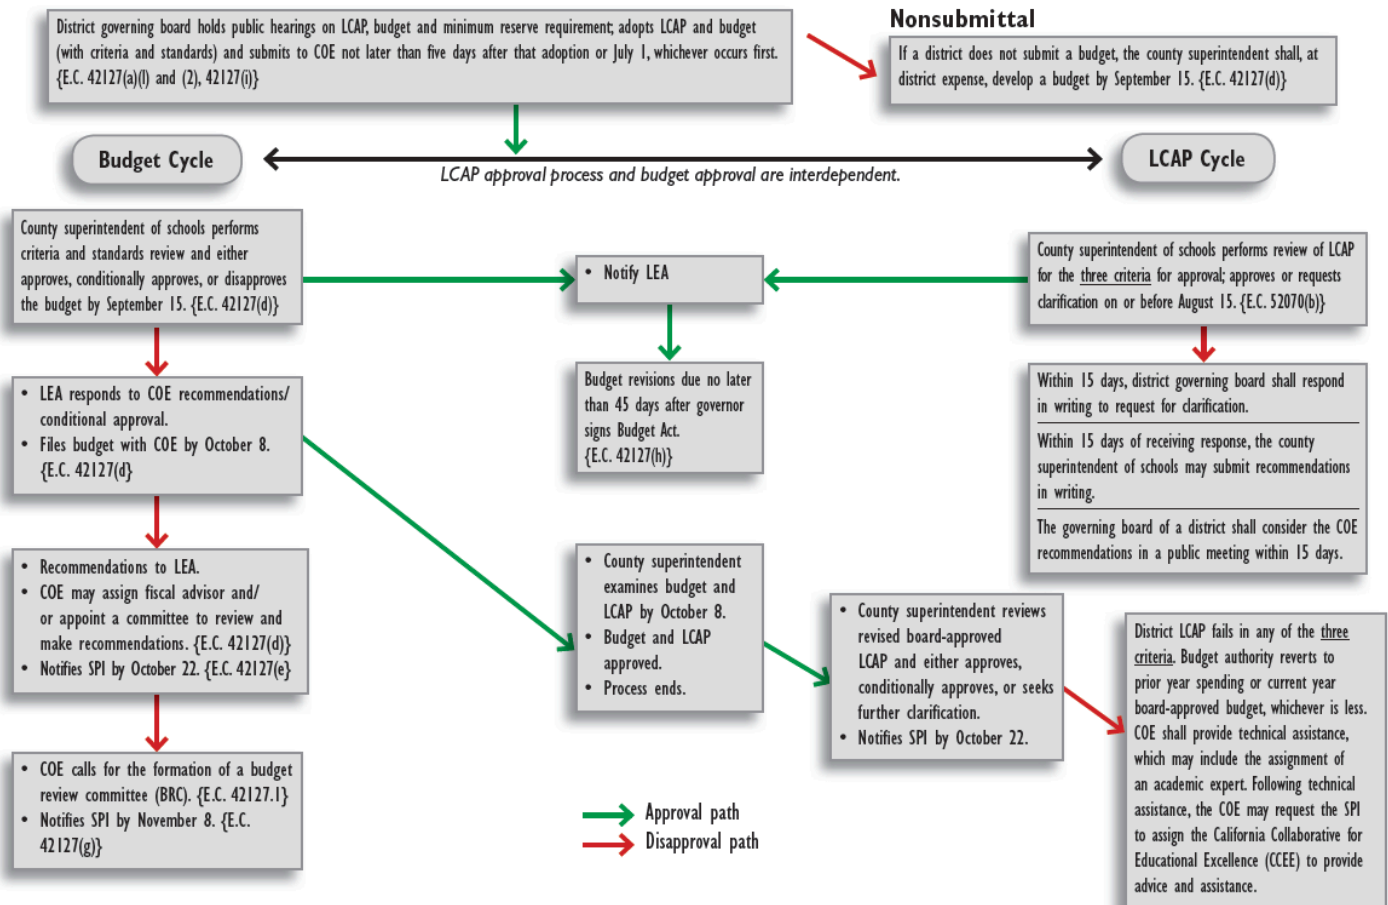 District governing board holds public hearings on LCAP, budget and minimum reserve requirement; adopts LCAP and budget
(with criteria and standards) and submits to COE not later than five days after that adoption or July 1, whichever occurs first.
{E.C. 42127(a)(l) and (2), 42127(i)}
Nonsubmittal
If a district does not submit a budget, the county superintendent shall, at
district expense, develop a budget by September 15. {E.C. 42127(d)}
Budget Cycle
LCAP approval process and budget approval are interdependent.
LCAP Cycle
County superintendent of schools performs
criteria and standards review and either
approves, conditionally approves, or disapproves
the budget by September 15. {E.C. 42127(d)}
• Notify LEA
County superintendent of schools performs review of LCAP
for the three criteria for approval; approves or requests
clarification on or before August 15. {E.C. 52070(b)}
• LEA responds to COE recommendations/
conditional approval.
• Files budget with COE by October 8.
{E.C. 42127(d}
Budget revisions due no later
than 45 days after governor
signs Budget Act.
{E.C. 42127(h)}
Within 15 days, district governing board shall respond
in writing to request for clarification.
Within 15 days of receiving response, the county
superintendent of schools may submit recommendations
in writing.
The governing board of a district shall consider the COE
recommendations in a public meeting within 15 days.
• Recommendations to LEA.
• COE may assign fiscal advisor and/
or appoint a committee to review and
make recommendations. {E.C. 42127(d)}
• Notifies SPI by October 22. {E.C. 42127(e}
• County superintendent
examines budget and
LCAP by October 8.
• Budget and LCAP
approved.
• Process ends.
• County superintendent reviews
revised board-approved
LCAP and either approves,
conditionally approves, or seeks
further clarification.
• Notifies SPI by October 22.
District LCAP fails in any of the three
criteria. Budget authority reverts to
prior year spending or current year
board-approved budget, whichever is less.
COE shall provide technical assistance,
which may include the assignment of
an academic expert. Following technical
assistance, the COE may request the SPI
to assign the California Collaborative for
Educational Excellence (CCEE) to provide
advice and assistance.
• COE calls for the formation of a budget
review committee (BRC). {E.C. 42127.1}
• Notifies SPI by November 8. {E.C.
42127(g)}
Approval path
Disapproval path